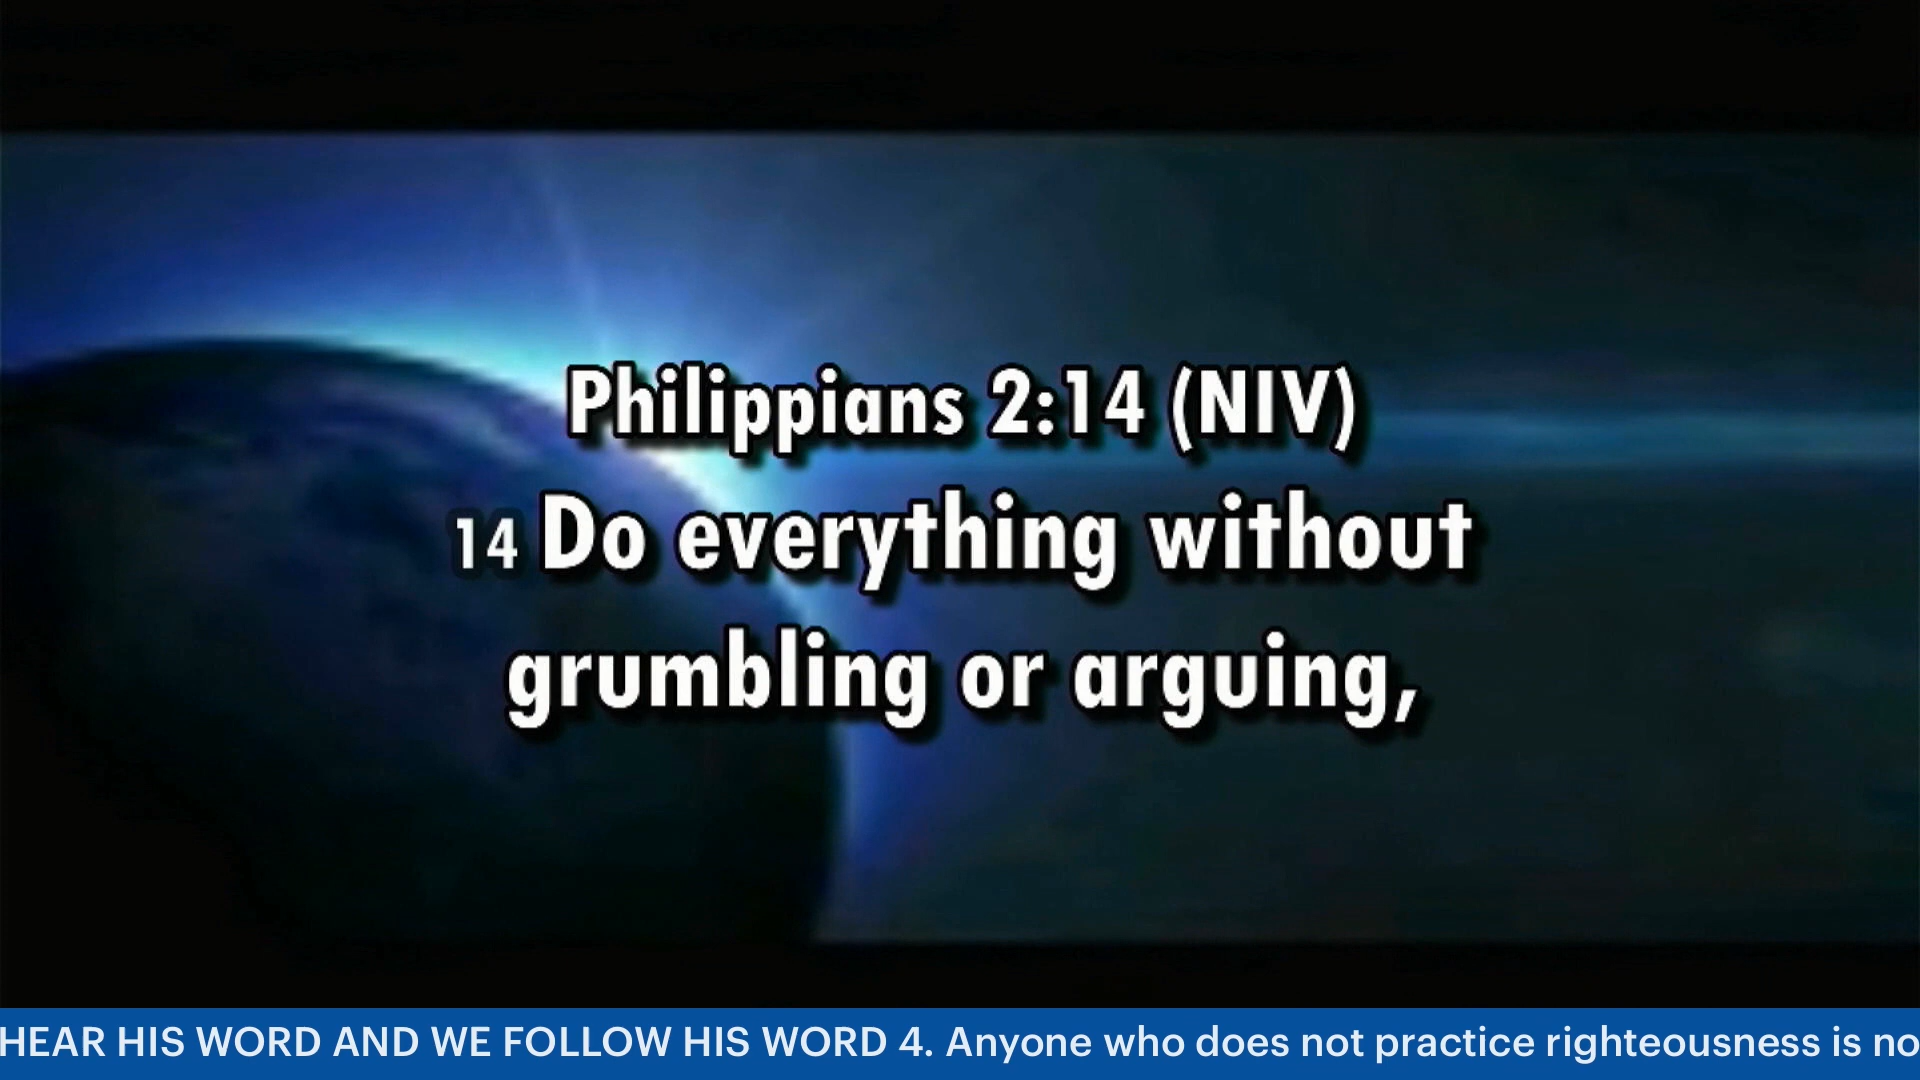 Philippians 2:14 (NIV)
14 Do everything without
grumbling or arguing,
HEAR HIS WORD AND WE FOLLOW HIS WORD 4. Anyone who does not practice righteousness is no